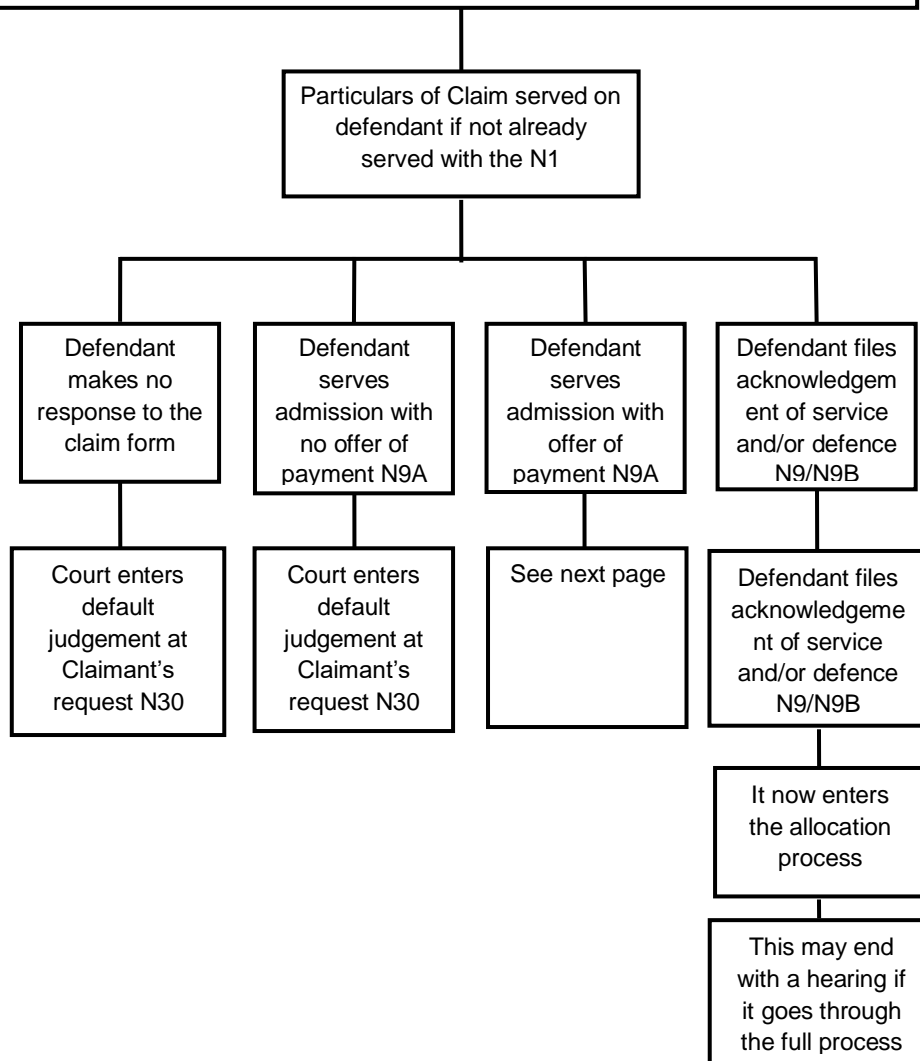 Particulars of Claim served on
defendant if not already
served with the N1
Defendant
makes no
response to the
claim form
Defendant
serves
admission with
no offer of
payment N9A
Defendant
serves
admission with
offer of
payment N9A
Defendant files
acknowledgem
ent of service
and/or defence
N9/N9B
Court enters
default
judgement at
Claimant’s
request N30
Court enters
default
judgement at
Claimant’s
request N30
See next page
Defendant files
acknowledgeme
nt of service
and/or defence
N9/N9B
It now enters
the allocation
process
This may end
with a hearing if
it goes through
the full process